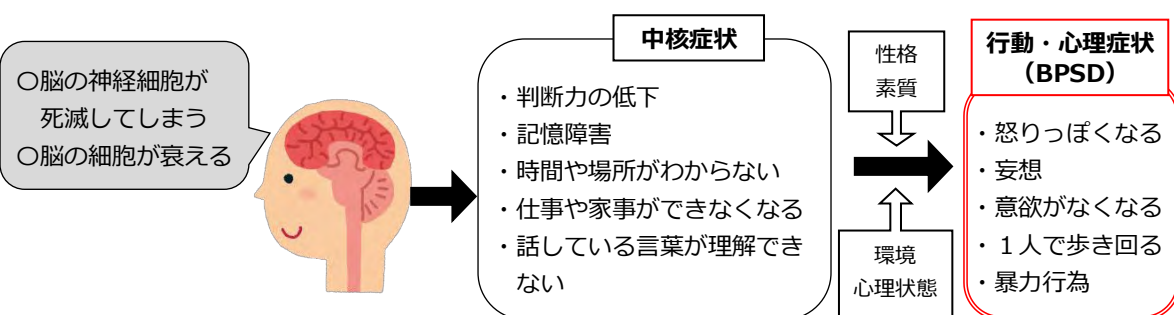 〇脳の神経細胞が
死滅してしまう
〇脳の細胞が衰える
中核症状
・判断力の低下
・記憶障害
・時間や場所がわからない
・仕事や家事ができなくなる
・話している言葉が理解でき
ない
性格
素質
環境
心理状態
行動・心理症状
（BPSD）
・怒りっぽくなる
・妄想
・意欲がなくなる
・１人で歩き回る
・暴力行為